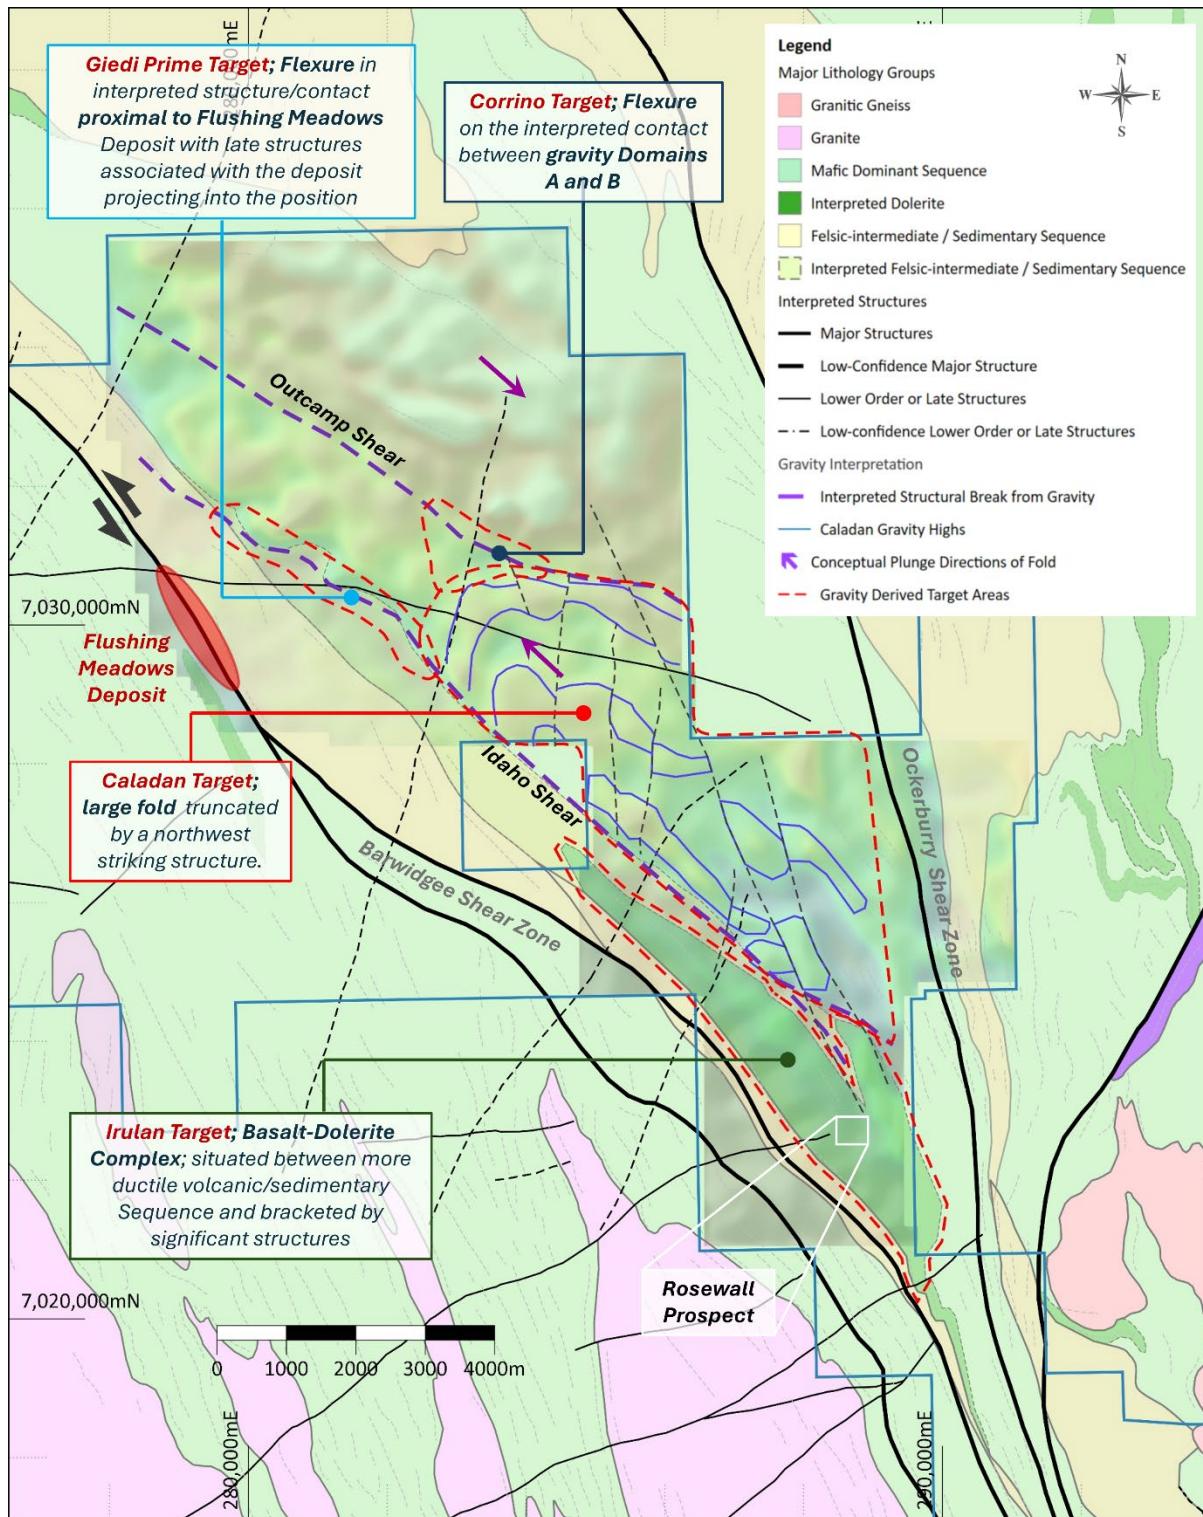 Giedi Prime Target; Flexure in
interpreted structure/contact
proximal to Flushing Meadows
Deposit with late structures
associated with the deposit
projecting into the position
Corrino Target; Flexure
on the interpreted contact
between gravity Domains
A and B
Legend
Major Lithology Groups
Granitic Gneiss
Granite
Mafic Dominant Sequence
Interpreted Dolerite
Felsic-intermediate / Sedimentary Sequence
Interpreted Felsic-intermediate / Sedimentary Sequence
Interpreted Structures
Major Structures
Low-Confidence Major Structure
Lower Order or Late Structures
Low-confidence Lower Order or Late Structures
Gravity Interpretation
Interpreted Structural Break from Gravity
Caladan Gravity Highs
Conceptual Plunge Directions of Fold
Gravity Derived Target Areas
N
W
E
S
Outcamp Shear
7,030,000mN
Flushing
Meadows
Deposit
Caladan Target;
large fold truncated
by a northwest
striking structure.
Idaho Shear
Barwidgee Shear Zone
Ockerburry Shear Zone
Irulan Target; Basalt-Dolerite
Complex; situated between more
ductile volcanic/sedimentary
Sequence and bracketed by
significant structures
Rosewall
Prospect
7,020,000mN
0
1000
2000
3000
4000m
280,000mE
290,000mE